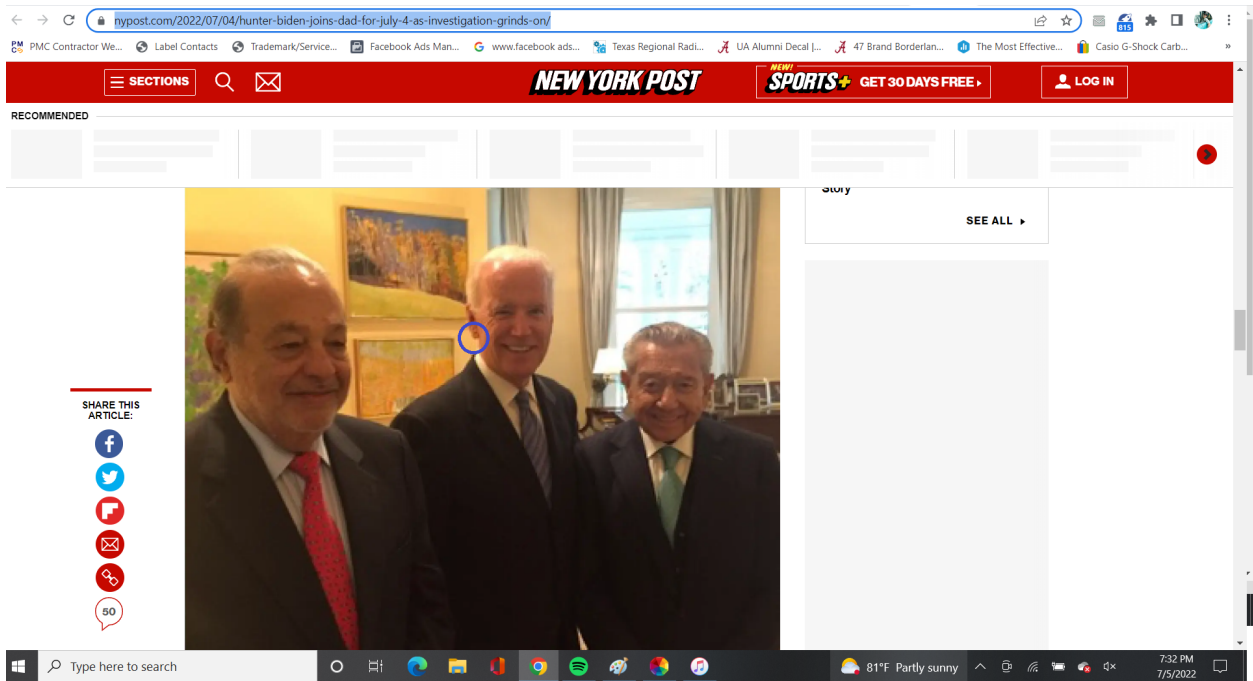 nypost.com/2022/07/04/hunter-biden-joins-dad-for-july-4-as-investigation-grinds-on/
815
PMC Contractor We...
Label Contacts
Trademark/Service...
Facebook Ads Man...
www.facebook ads...
Texas Regional Radi...
UA Alumni Decal |...
47 Brand Borderlan...
The Most Effective...
Casio G-Shock Carb...
»
SECTIONS
NEW YORK POST
NEW!
SPORTS+ GET 30 DAYS FREE
LOG IN
RECOMMENDED
Story
SEE ALL
SHARE THIS
ARTICLE:
50
Type here to search
81°F Partly sunny
7:32 PM
7/5/2022